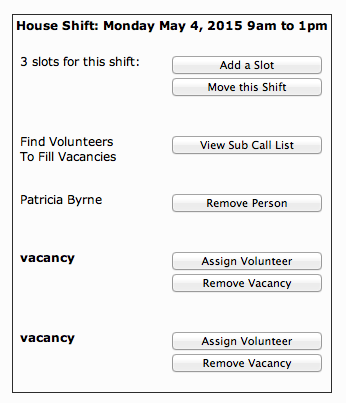 House Shift: Monday May 4, 2015 9am to 1pm
3 slots for this shift:
Add a Slot
Move this Shift
Find Volunteers
To Fill Vacancies
View Sub Call List
Patricia Byrne
Remove Person
vacancy
Assign Volunteer
Remove Vacancy
vacancy
Assign Volunteer
Remove Vacancy